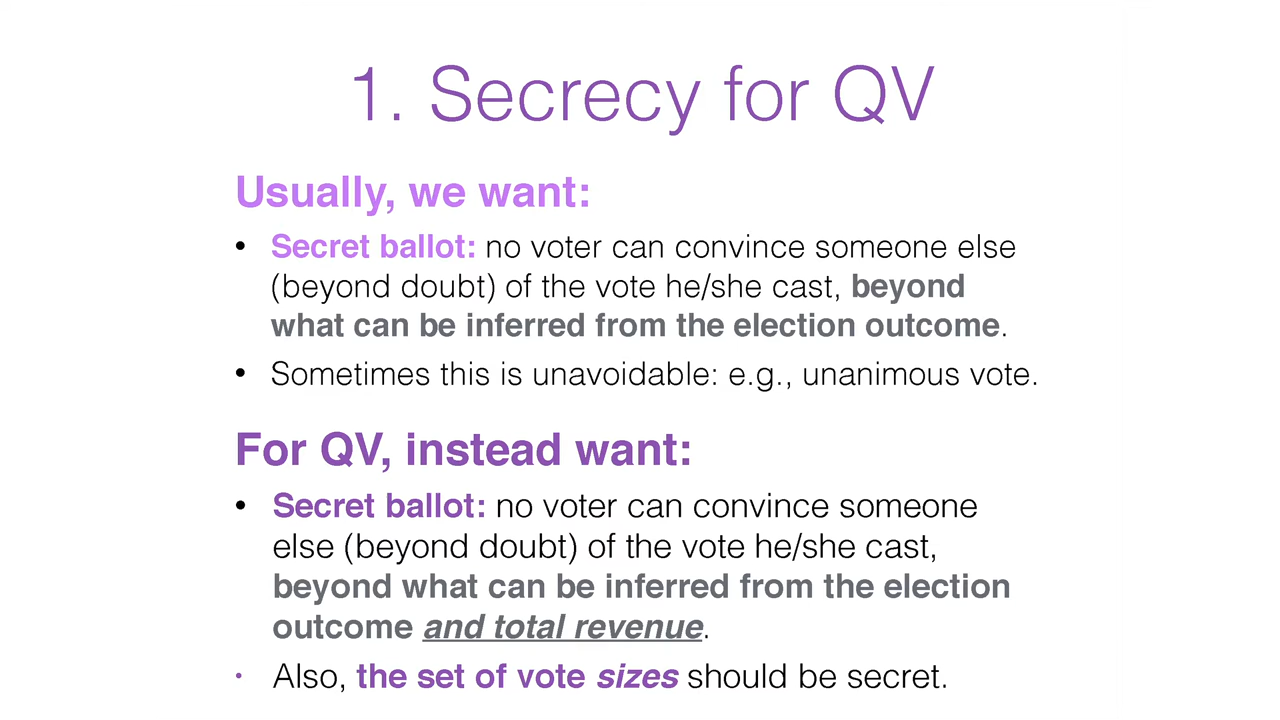 1. Secrecy for QV
Usually, we want:
• Secret ballot: no voter can convince someone else
(beyond doubt) of the vote he/she cast, beyond
what can be inferred from the election outcome.
• Sometimes this is unavoidable: e.g., unanimous vote.
For QV, instead want:
• Secret ballot: no voter can convince someone
else (beyond doubt) of the vote he/she cast,
beyond what can be inferred from the election
outcome and total revenue.
• Also, the set of vote sizes should be secret.